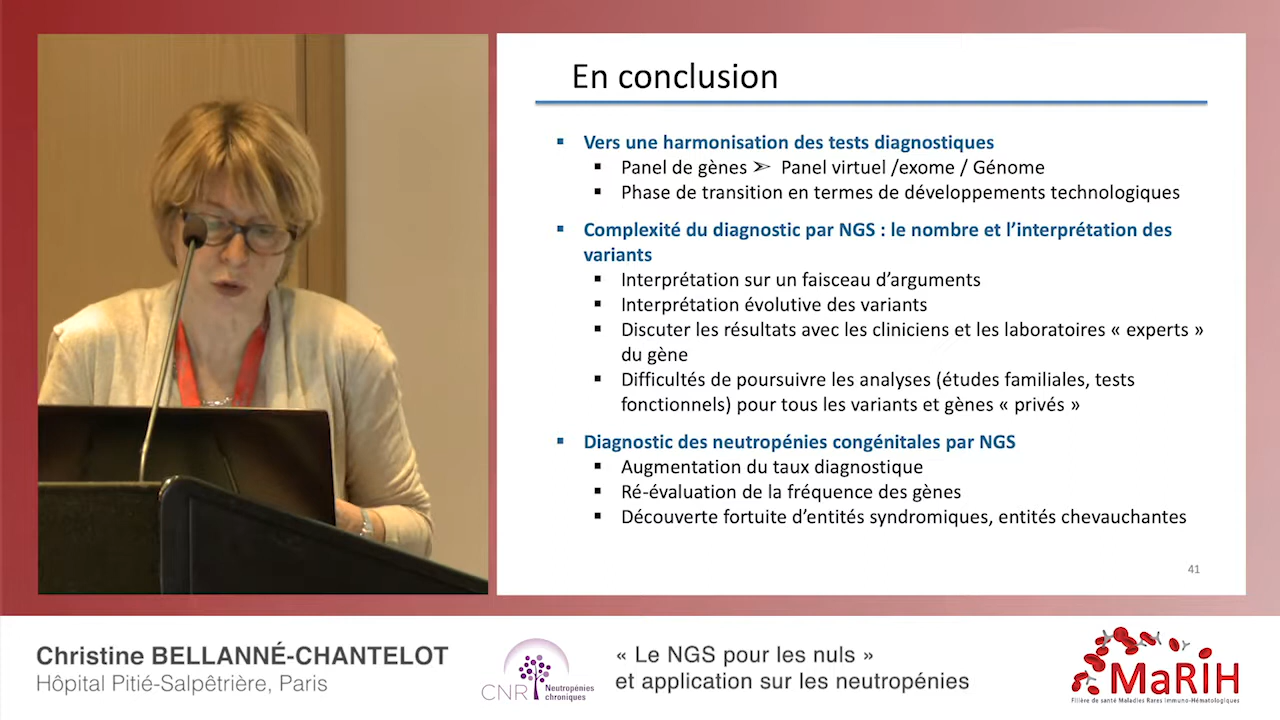 En conclusion
▪ Vers une harmonisation des tests diagnostiques
▪ Panel de gènes ➢ Panel virtuel /exome / Génome
▪ Phase de transition en termes de développements technologiques
▪ Complexité du diagnostic par NGS : le nombre et l’interprétation des
variants
▪ Interprétation sur un faisceau d’arguments
▪ Interprétation évolutive des variants
▪ Discuter les résultats avec les cliniciens et les laboratoires « experts »
du gène
▪ Difficultés de poursuivre les analyses (études familiales, tests
fonctionnels) pour tous les variants et gènes « privés »
▪ Diagnostic des neutropénies congénitales par NGS
▪ Augmentation du taux diagnostique
▪ Ré-évaluation de la fréquence des gènes
▪ Découverte fortuite d’entités syndromiques, entités chevauchantes
41
Christine BELLANNÉ-CHANTELOT
Hôpital Pitié-Salpêtrière, Paris
CNR Neutropénies
chroniques
« Le NGS pour les nuls »
et application sur les neutropénies
MaRIH
Filière de santé Maladies Rares Immuno-Hématologiques